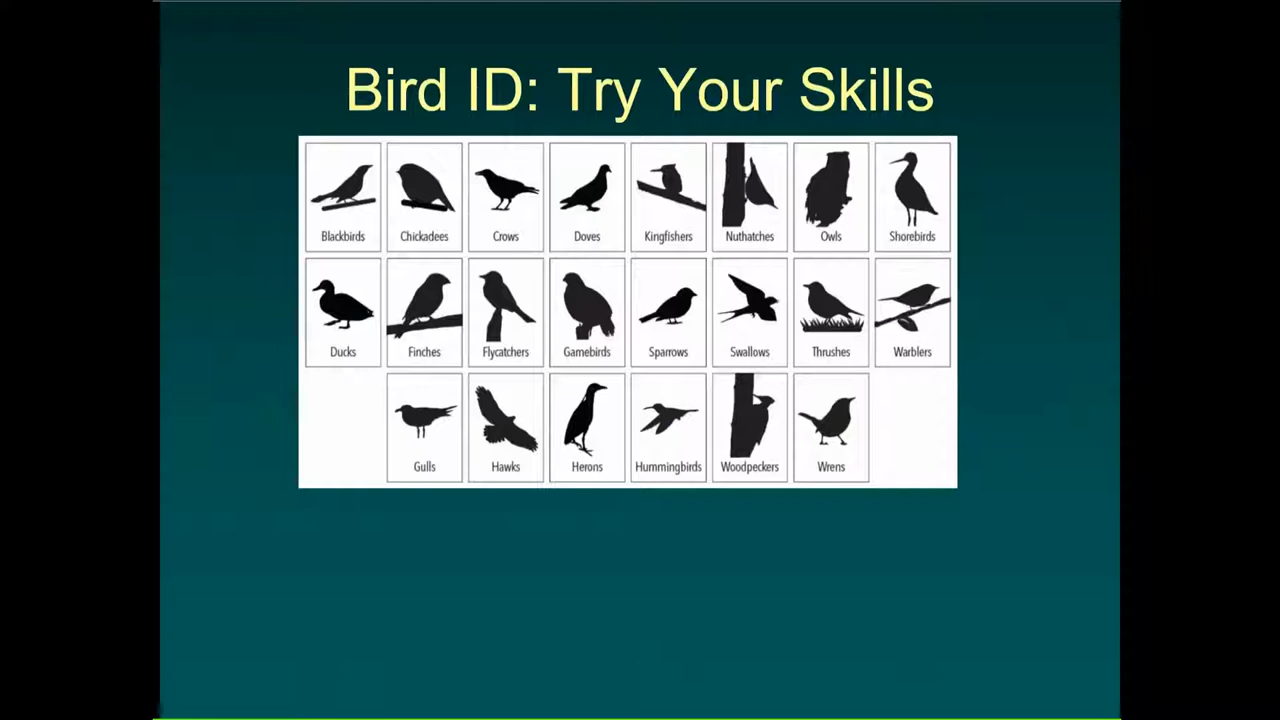 Bird ID: Try Your Skills
Blackbirds Chickadees Crows Doves Kingfishers Nuthatches Owls Shorebirds
Ducks Finches Flycatchers Gamebirds Sparrows Swallows Thrushes Warblers
Gulls Hawks Herons Hummingbirds Woodpeckers Wrens